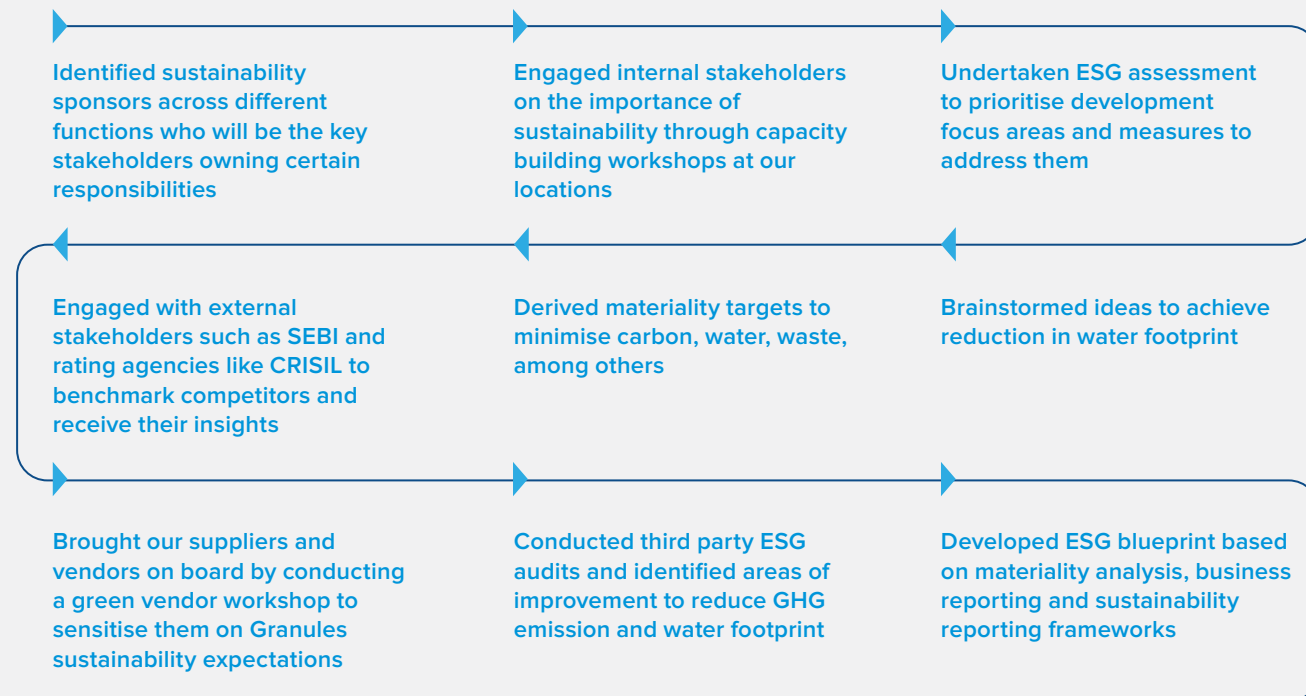 Identified sustainability
sponsors across different
functions who will be the key
stakeholders owning certain
responsibilities
Engaged internal stakeholders
on the importance of
sustainability through capacity
building workshops at our
locations
Undertaken ESG assessment
to prioritise development
focus areas and measures to
address them
Brainstormed ideas to achieve
reduction in water footprint
Derived materiality targets to
minimise carbon, water, waste,
among others
Engaged with external
stakeholders such as SEBI and
rating agencies like CRISIL to
benchmark competitors and
receive their insights
Brought our suppliers and
vendors on board by conducting
a green vendor workshop to
sensitise them on Granules
sustainability expectations
Conducted third party ESG
audits and identified areas of
improvement to reduce GHG
emission and water footprint
Developed ESG blueprint based
on materiality analysis, business
reporting and sustainability
reporting frameworks